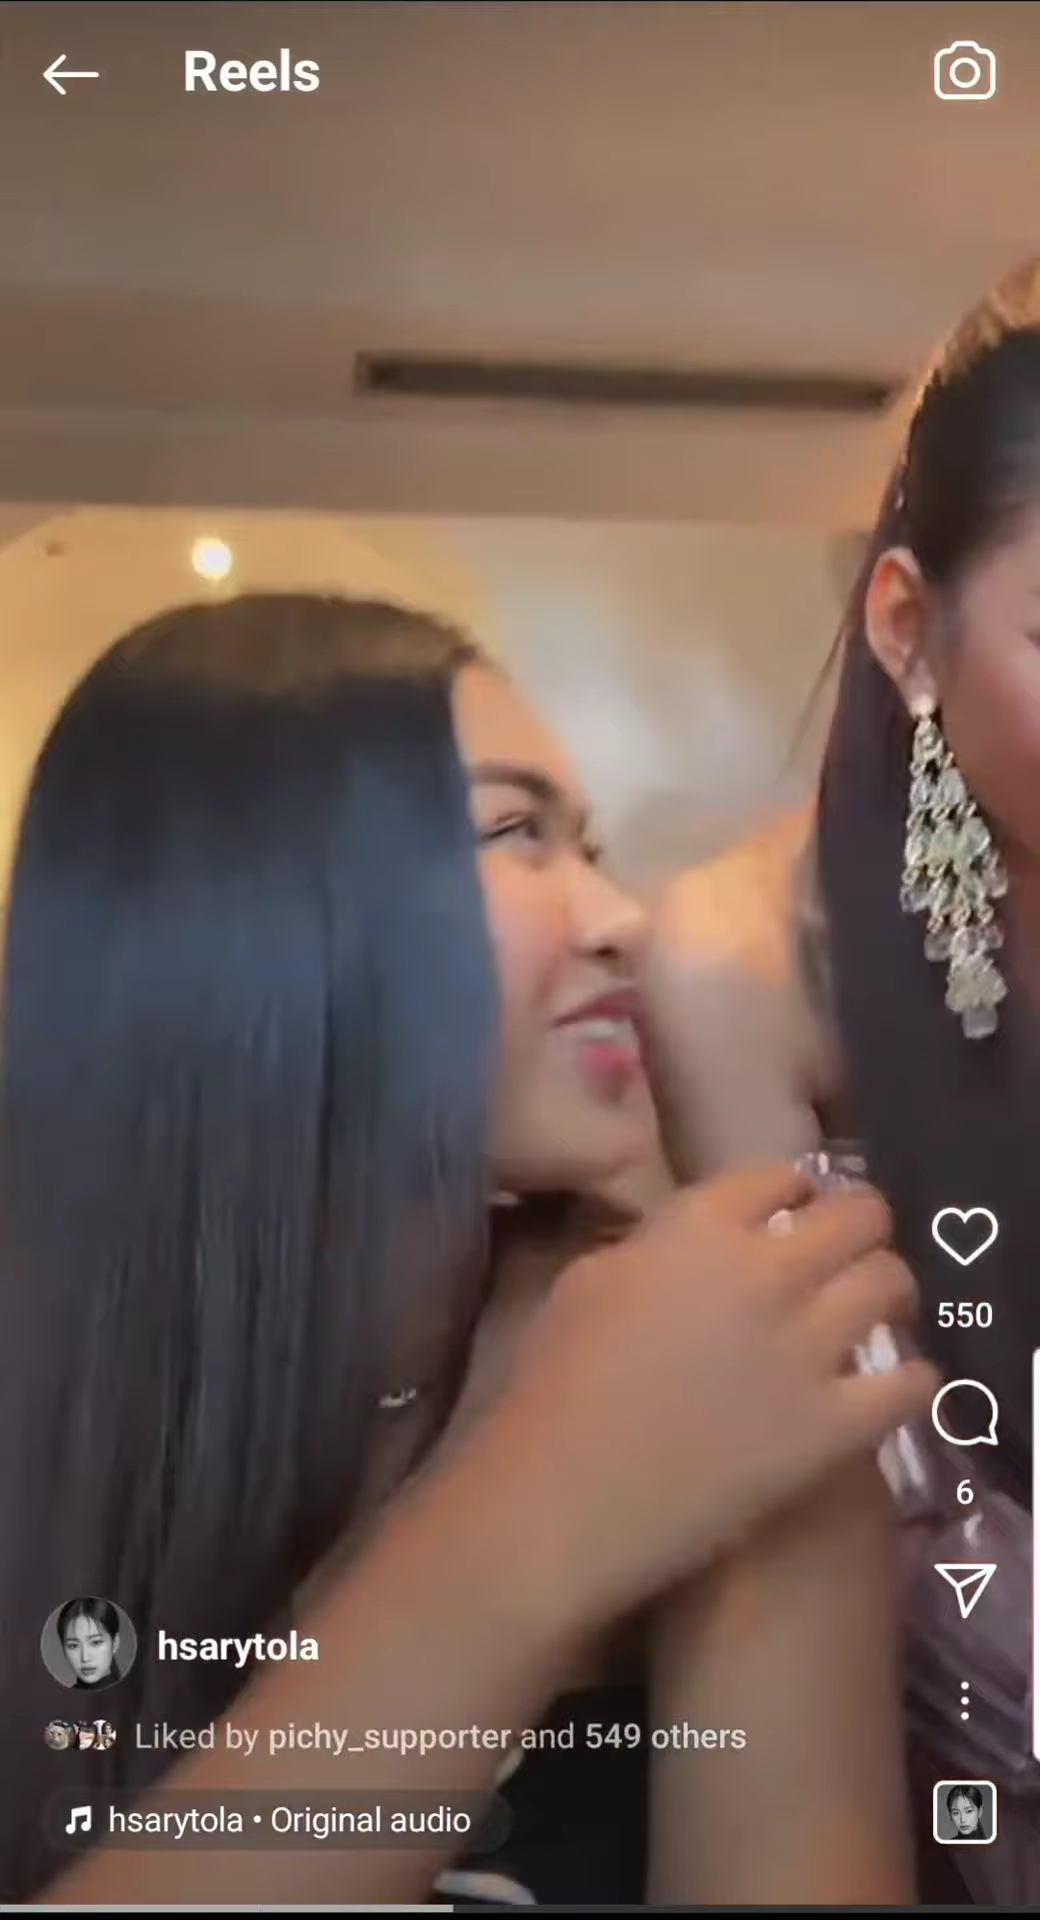 Reels
550
6
hsarytola
Liked by pichy_supporter and 549 others
hsarytola • Original audio